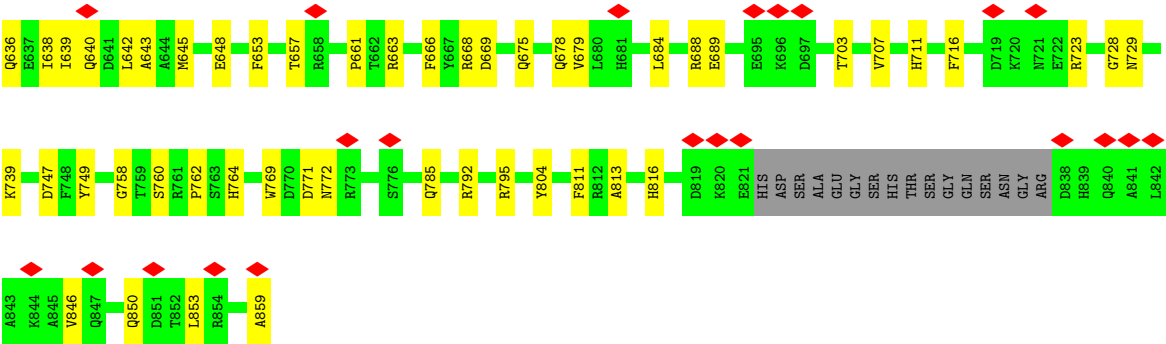 Q636 E637 I638 I639 Q640 D641 L642 A643 A644 M645 E648 F653 T657 R658 P661 T662 R663 F666 Y667 R668 D669 Q675 Q678 V679 L680 H681 L684 R688 E689 E695 K696 D697 T703 V707 H711 F716 D719 K720 N721 E722 R723 G728 N729
K739 D747 F748 Y749 G758 T759 S760 R761 P762 S763 H764 W769 D770 D771 N772 R773 S776 Q785 R792 R795 Y804 F811 R812 A813 H816 D819 K820 E821 HIS ASP SER ALA GLU GLY SER HIS THR SER GLY GLN SER ASN GLY ARG D838 H839 Q840 A841 L842
A843 K844 A845 V846 Q847 Q850 D851 T852 L853 R854 A859